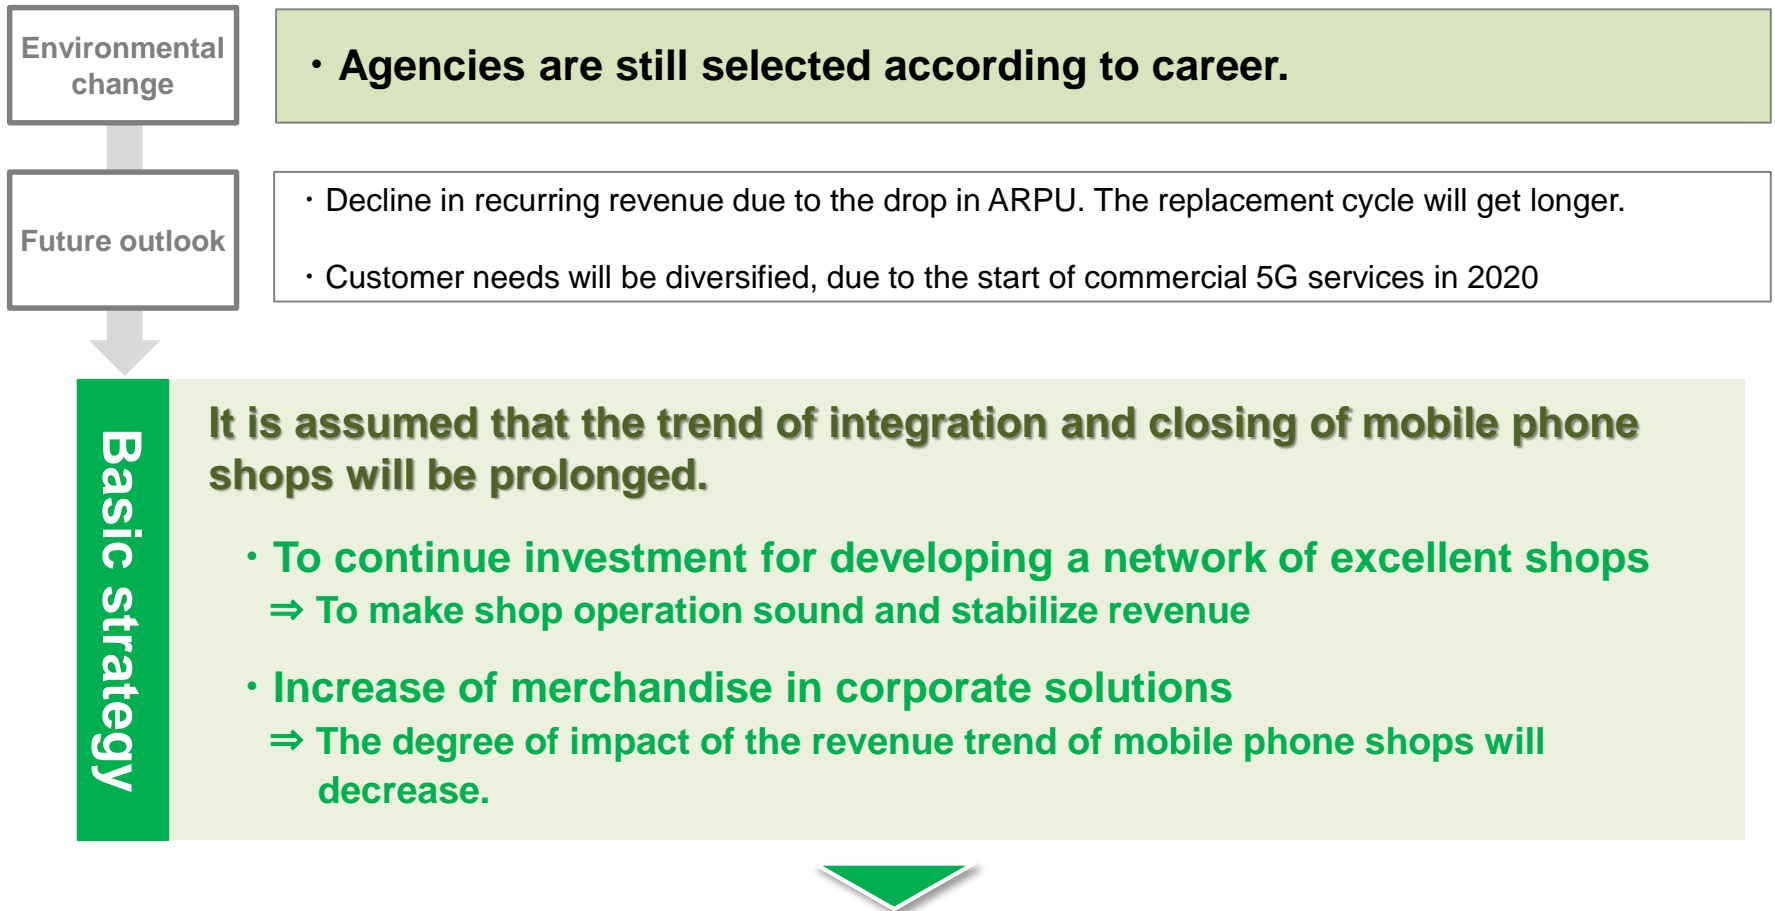 Environmental
change
・Agencies are still selected according to career.
Future outlook
・Decline in recurring revenue due to the drop in ARPU. The replacement cycle will get longer.
・Customer needs will be diversified, due to the start of commercial 5G services in 2020
Basic strategy
It is assumed that the trend of integration and closing of mobile phone
shops will be prolonged.
・To continue investment for developing a network of excellent shops
⇒ To make shop operation sound and stabilize revenue
・Increase of merchandise in corporate solutions
⇒ The degree of impact of the revenue trend of mobile phone shops will
decrease.